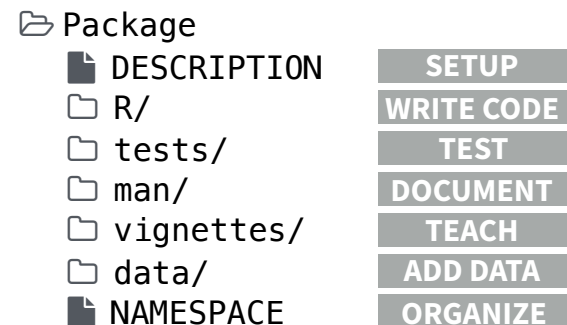 Package
DESCRIPTION SETUP
R/ WRITE CODE
tests/ TEST
man/ DOCUMENT
vignettes/ TEACH
data/ ADD DATA
NAMESPACE ORGANIZE